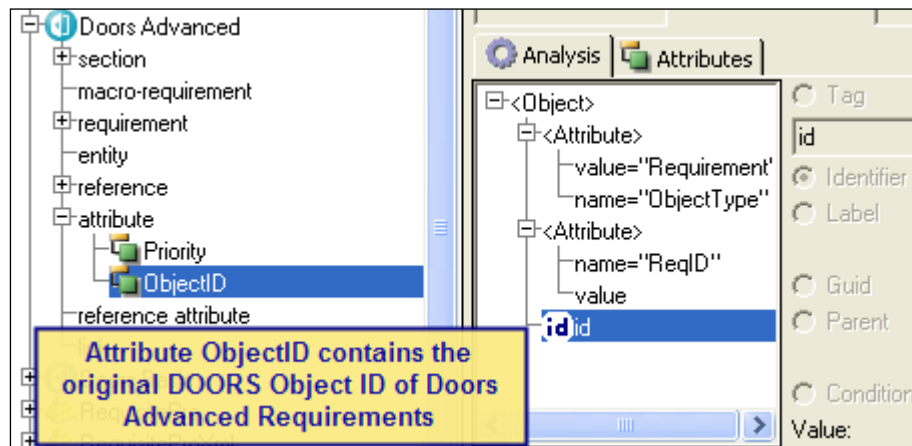 Doors Advanced
section
macro-requirement
requirement
entity
reference
attribute
Priority
ObjectID
reference attribute
Attribute ObjectID contains the
original DOORS Object ID of Doors
Advanced Requirements
Analysis
Attributes
<Object>
<Attribute>
value="Requirement"
name="ObjectType"
<Attribute>
name="ReqID"
value
id id
Tag
id
Identifier
Label
Guid
Parent
Condition
Value: